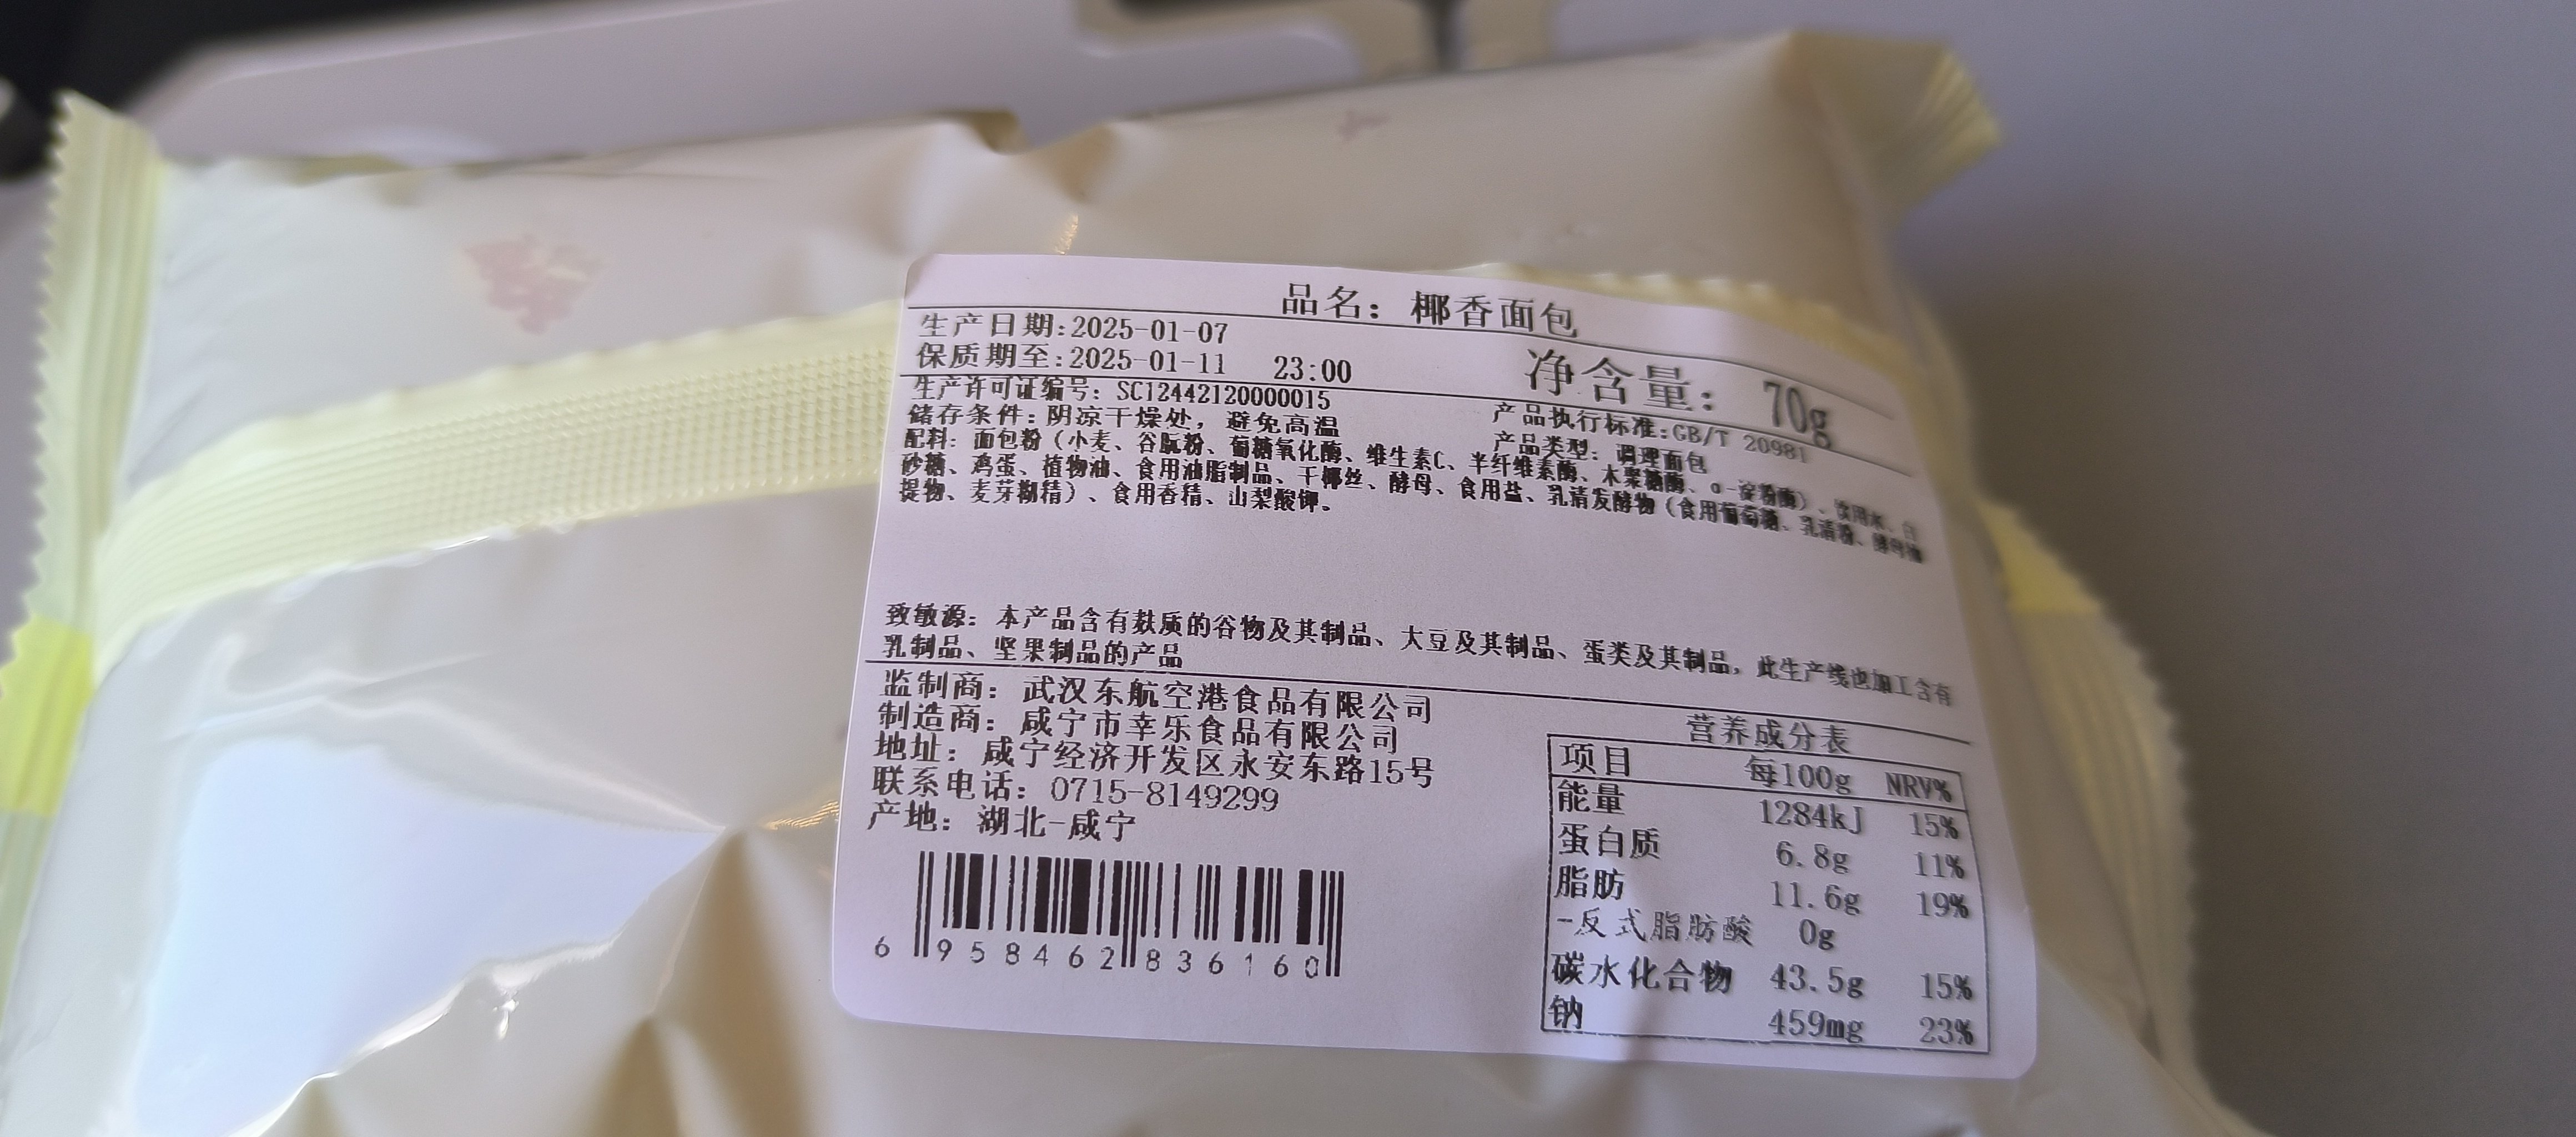 品名：椰香面包
生产日期:2025-01-07
保质期至:2025-01-11 23:00
净含量：70g
生产许可证编号：SC12442120000015
产品执行标准:GB/T 20981
储存条件：阴凉干燥处，避免高温
产品类型：调理面包
配料：面包粉（小麦、谷朊粉、葡糖氧化酶、维生素C、半纤维素酶、木聚糖酶、α-淀粉酶）、饮用水、白
砂糖、鸡蛋、植物油、食用油脂制品、干椰丝、酵母、食用盐、乳清发酵物（食用葡萄糖、乳清粉、酵母抽
提物、麦芽糊精）、食用香精、山梨酸钾。
致敏源：本产品含有麸质的谷物及其制品、大豆及其制品、蛋类及其制品，此生产线也加工含有
乳制品、坚果制品的产品
监制商：武汉东航空港食品有限公司
制造商：咸宁市幸乐食品有限公司
地址：咸宁经济开发区永安东路15号
联系电话：0715-8149299
产地：湖北-咸宁
6 958462 836160
营养成分表
项目 每100g NRV%
能量 1284kJ 15%
蛋白质 6.8g 11%
脂肪 11.6g 19%
-反式脂肪酸 0g
碳水化合物 43.5g 15%
钠 459mg 23%